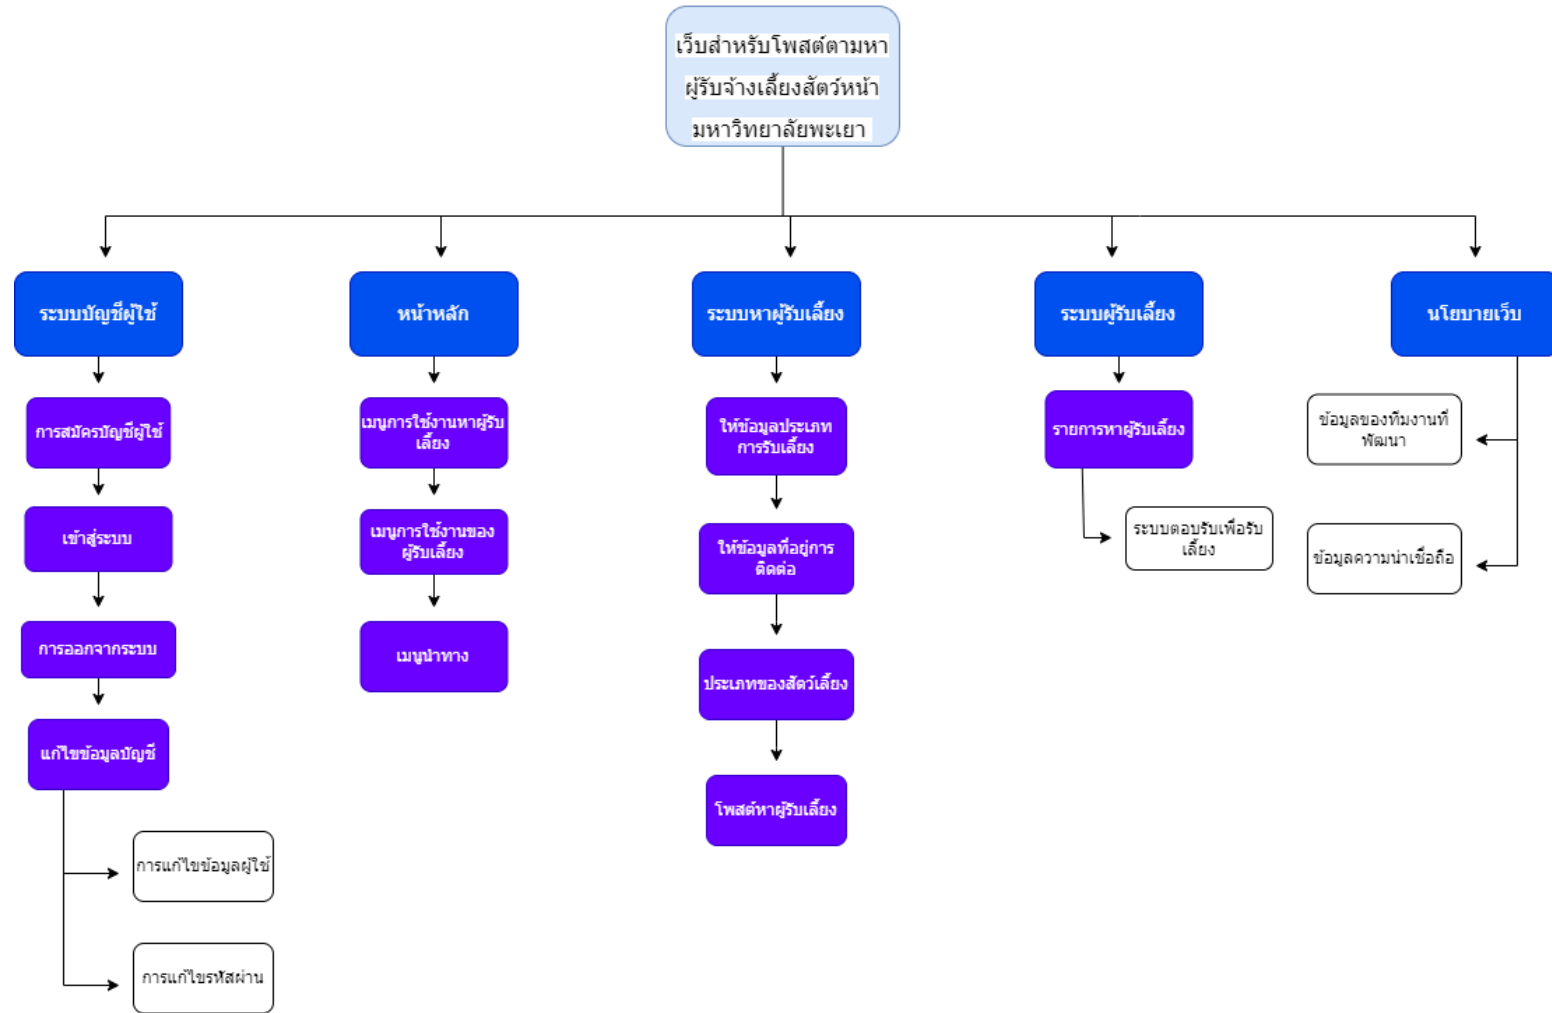 เว็บสำหรับโพสต์ตามหา
ผู้รับจ้างเลี้ยงสัตว์หน้า
มหาวิทยาลัยพะเยา
ระบบบัญชีผู้ใช้
หน้าหลัก
ระบบหาผู้รับเลี้ยง
ระบบผู้รับเลี้ยง
นโยบายเว็บ
การสมัครบัญชีผู้ใช้
เข้าสู่ระบบ
การออกจากระบบ
แก้ไขข้อมูลบัญชี
การแก้ไขข้อมูลผู้ใช้
การแก้ไขรหัสผ่าน
เมนูการใช้งานหาผู้รับ
เลี้ยง
เมนูการใช้งานของ
ผู้รับเลี้ยง
เมนูนำทาง
ให้ข้อมูลประเภท
การรับเลี้ยง
ให้ข้อมูลที่อยู่การ
ติดต่อ
ประเภทของสัตว์เลี้ยง
โพสต์หาผู้รับเลี้ยง
รายการหาผู้รับเลี้ยง
ระบบตอบรับเพื่อรับ
เลี้ยง
ข้อมูลของทีมงานที่
พัฒนา
ข้อมูลความน่าเชื่อถือ